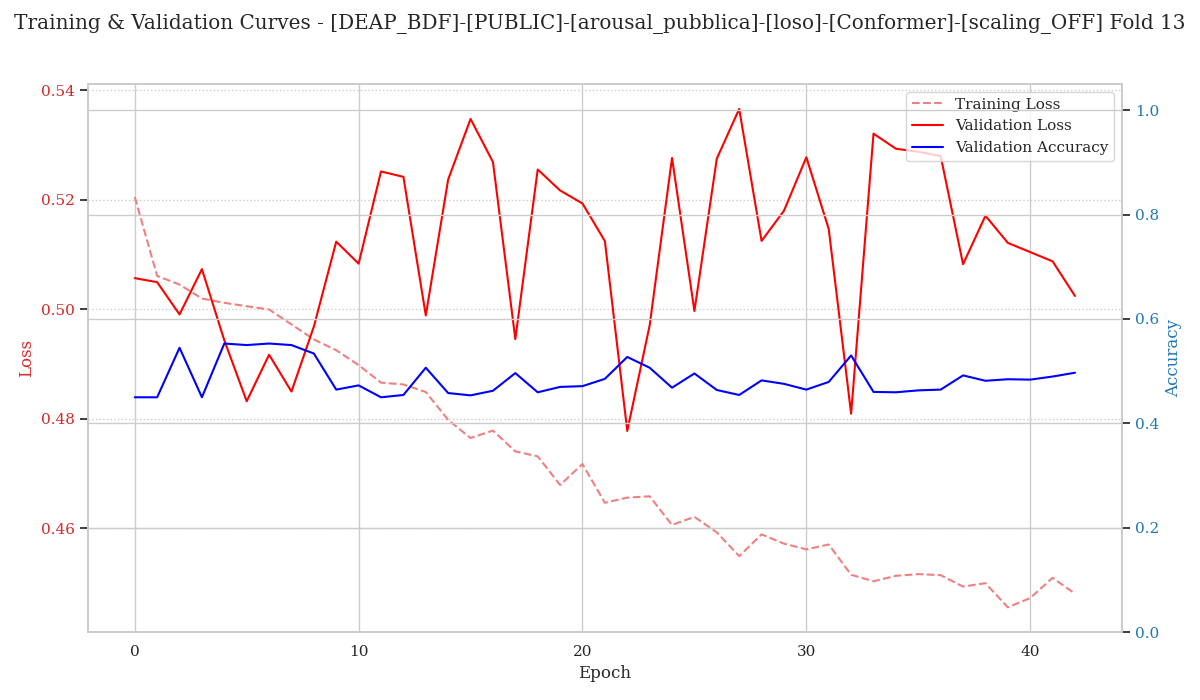 Training & Validation Curves - [DEAP_BDF]-[PUBLIC]-[arousal_pubblica]-[loso]-[Conformer]-[scaling_OFF] Fold 13
0.54
0.52
0.50
0.48
0.46
Loss
Training Loss
Validation Loss
Validation Accuracy
1.0
0.8
0.6
0.4
0.2
0.0
Accuracy
0
10
20
30
40
Epoch